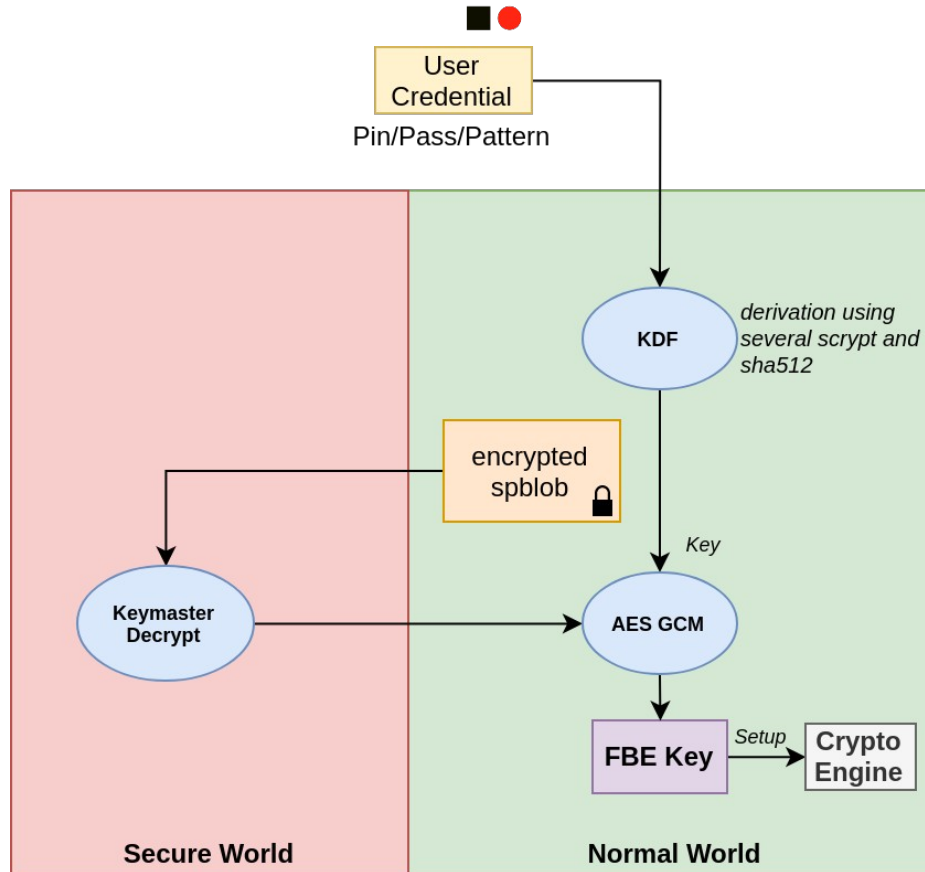 User
Credential
Pin/Pass/Pattern
KDF
derivation using
several scrypt and
sha512
encrypted
spblob
Key
Keymaster
Decrypt
AES GCM
FBE Key
Setup
Crypto
Engine
Secure World
Normal World